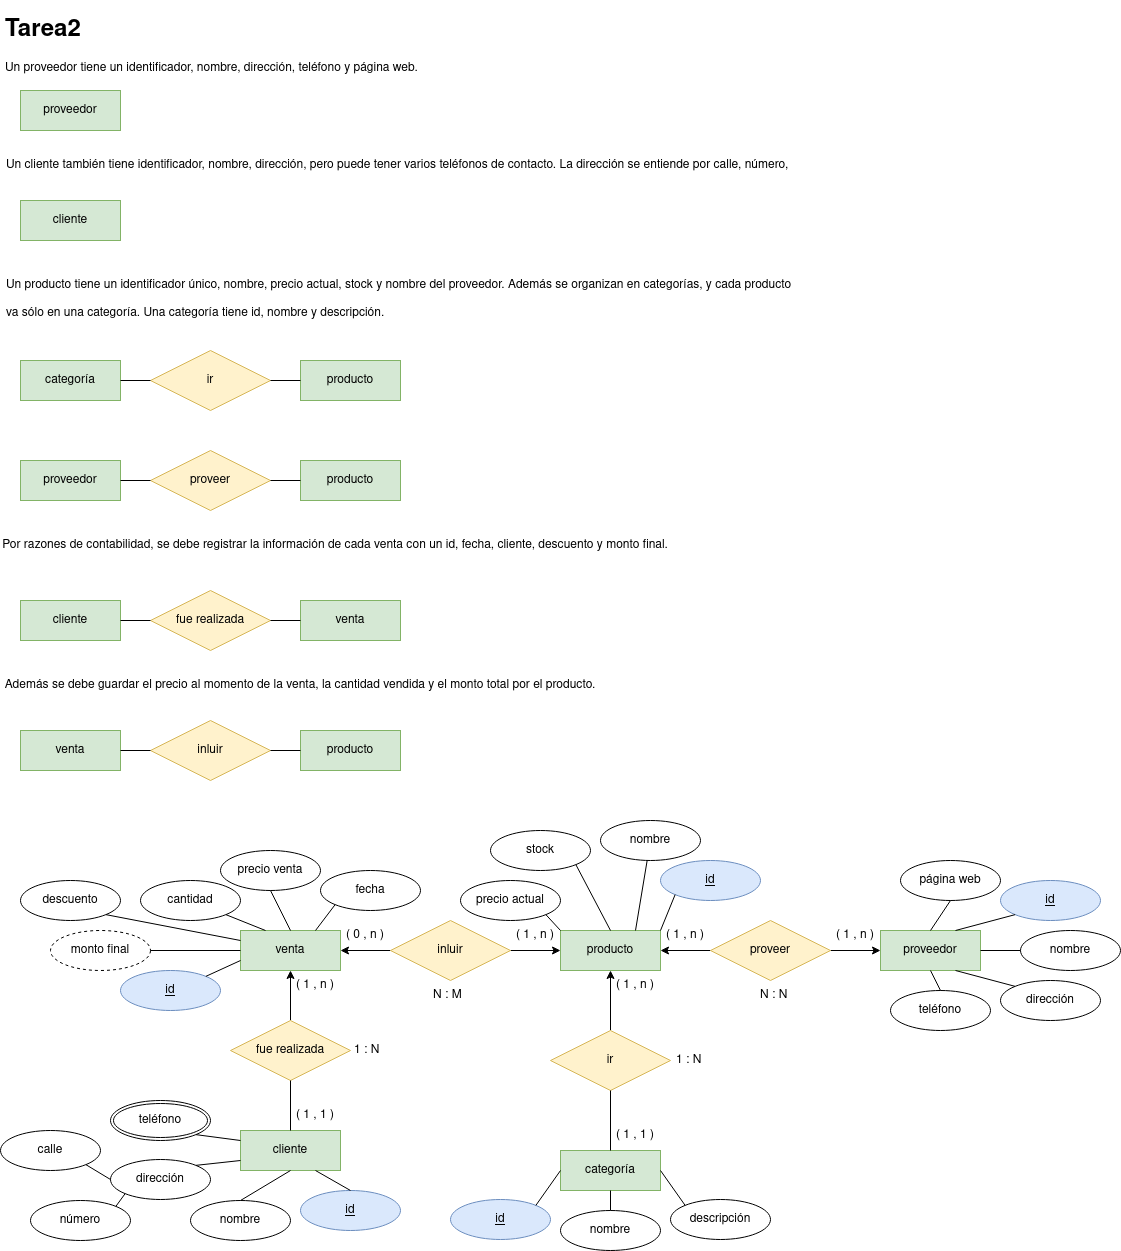 Tarea2
Un proveedor tiene un identificador, nombre, dirección, teléfono y página web.
proveedor
Un cliente también tiene identificador, nombre, dirección, pero puede tener varios teléfonos de contacto. La dirección se entiende por calle, número,
cliente
Un producto tiene un identificador único, nombre, precio actual, stock y nombre del proveedor. Además se organizan en categorías, y cada producto
va sólo en una categoría. Una categoría tiene id, nombre y descripción.
categoría
ir
producto
proveedor
proveer
producto
Por razones de contabilidad, se debe registrar la información de cada venta con un id, fecha, cliente, descuento y monto final.
cliente
fue realizada
venta
Además se debe guardar el precio al momento de la venta, la cantidad vendida y el monto total por el producto.
venta
inluir
producto
stock
nombre
precio venta
página web
descuento
cantidad
fecha
precio actual
id
id
monto final
venta
( 0 , n )
inluir
( 1 , n )
producto
( 1 , n )
proveer
( 1 , n )
proveedor
nombre
id
( 1 , n )
N : M
( 1 , n )
N : N
teléfono
dirección
fue realizada
1 : N
ir
1 : N
teléfono
( 1 , 1 )
( 1 , 1 )
calle
cliente
categoría
dirección
número
nombre
id
id
nombre
descripción